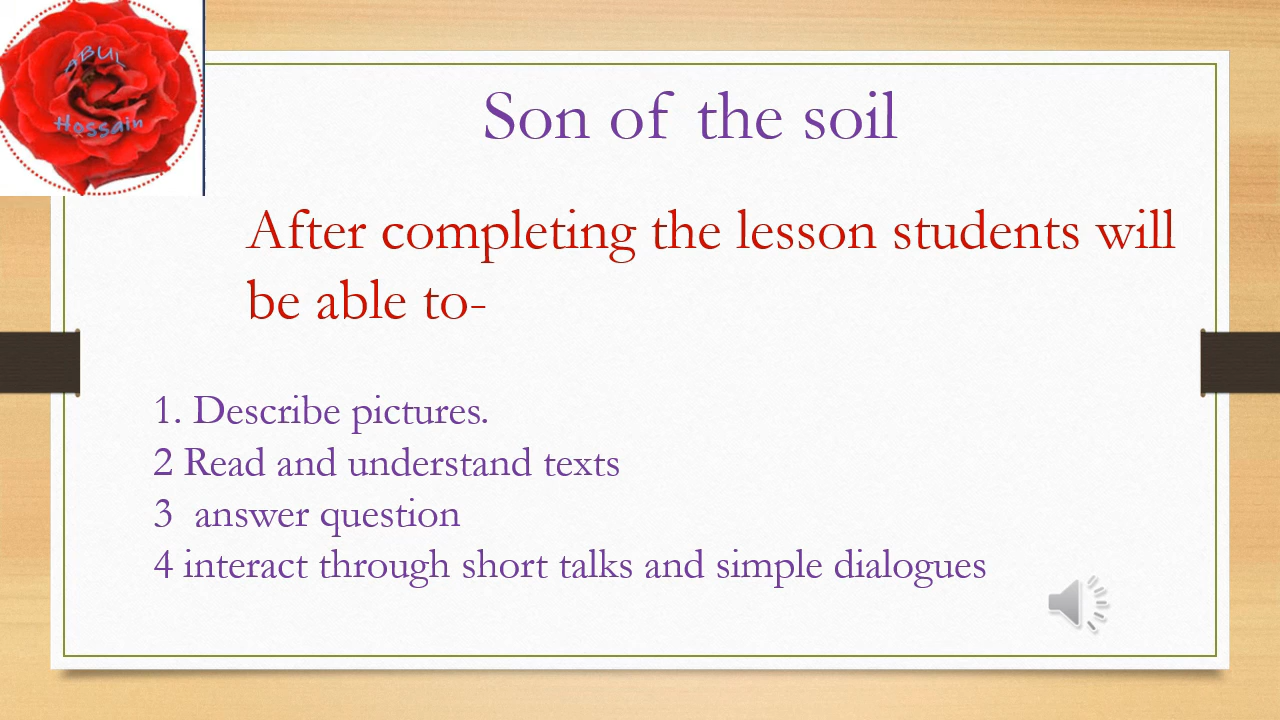 ABUL
Hossain
Son of the soil
After completing the lesson students will
be able to-
1. Describe pictures.
2 Read and understand texts
3 answer question
4 interact through short talks and simple dialogues